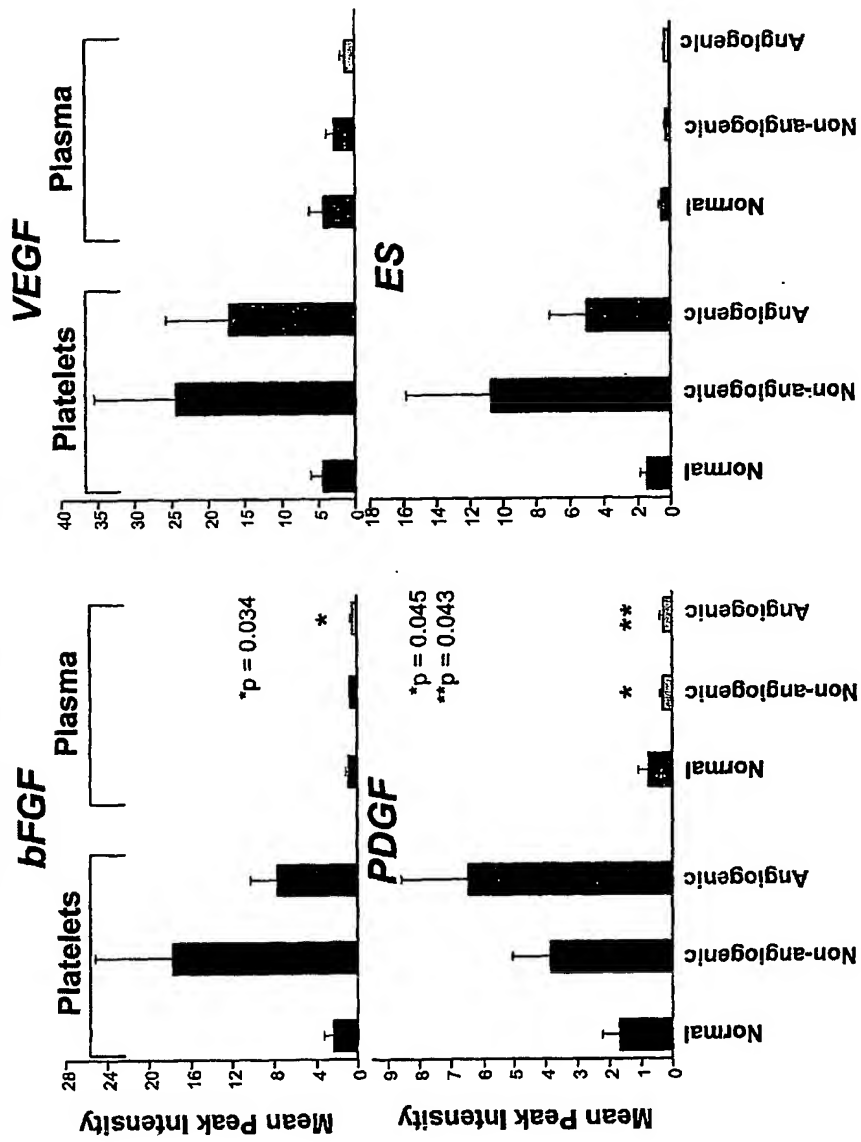 bFGF
Platelets
Plasma
Mean Peak Intensity
28
24
20
16
12
8
4
0
*p = 0.034
*
VEGF
Platelets
Plasma
40
35
30
25
20
15
10
5
0
PDGF
Mean Peak Intensity
9
8
7
6
5
4
3
2
1
0
*p = 0.045
**p = 0.043
*
**
Normal
Non-angiogenic
Angiogenic
Normal
Non-angiogenic
Angiogenic
ES
18
16
14
12
10
8
6
4
2
0
Normal
Non-angiogenic
Angiogenic
Normal
Non-angiogenic
Angiogenic